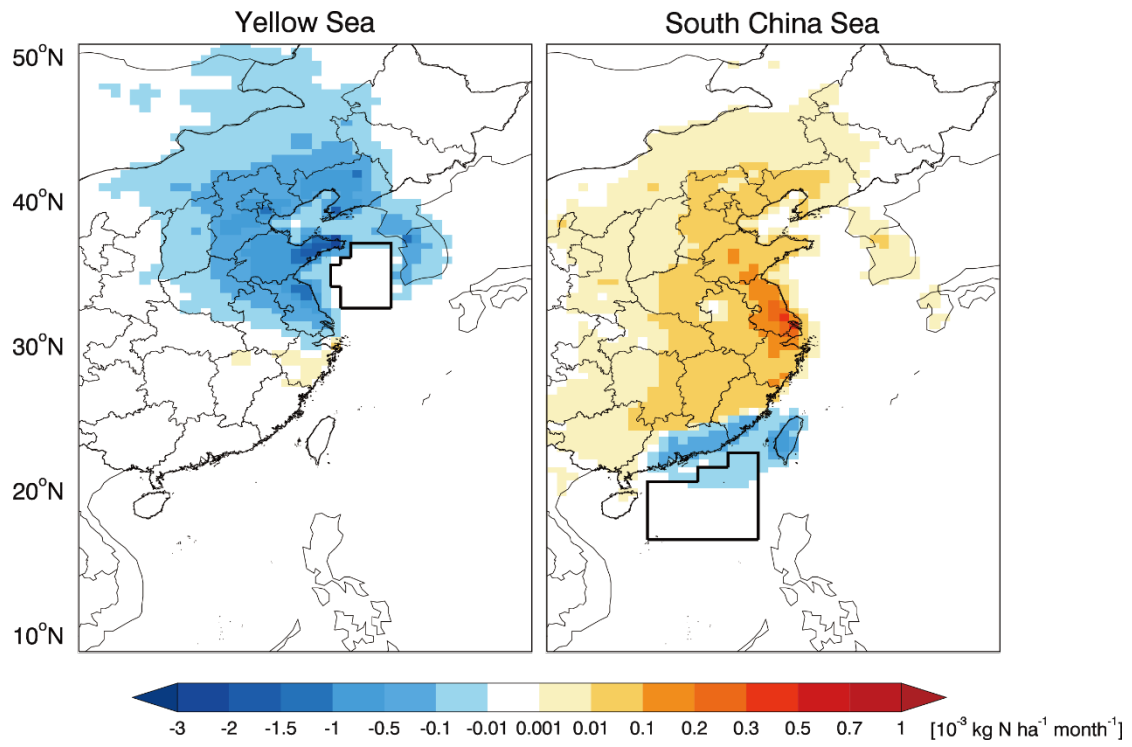 Yellow Sea South China Sea
50°N
40°N
30°N
20°N
10°N
-3 -2 -1.5 -1 -0.5 -0.1 -0.01 0.001 0.01 0.1 0.2 0.3 0.5 0.7 1 [10⁻³ kg N ha⁻¹ month⁻¹]